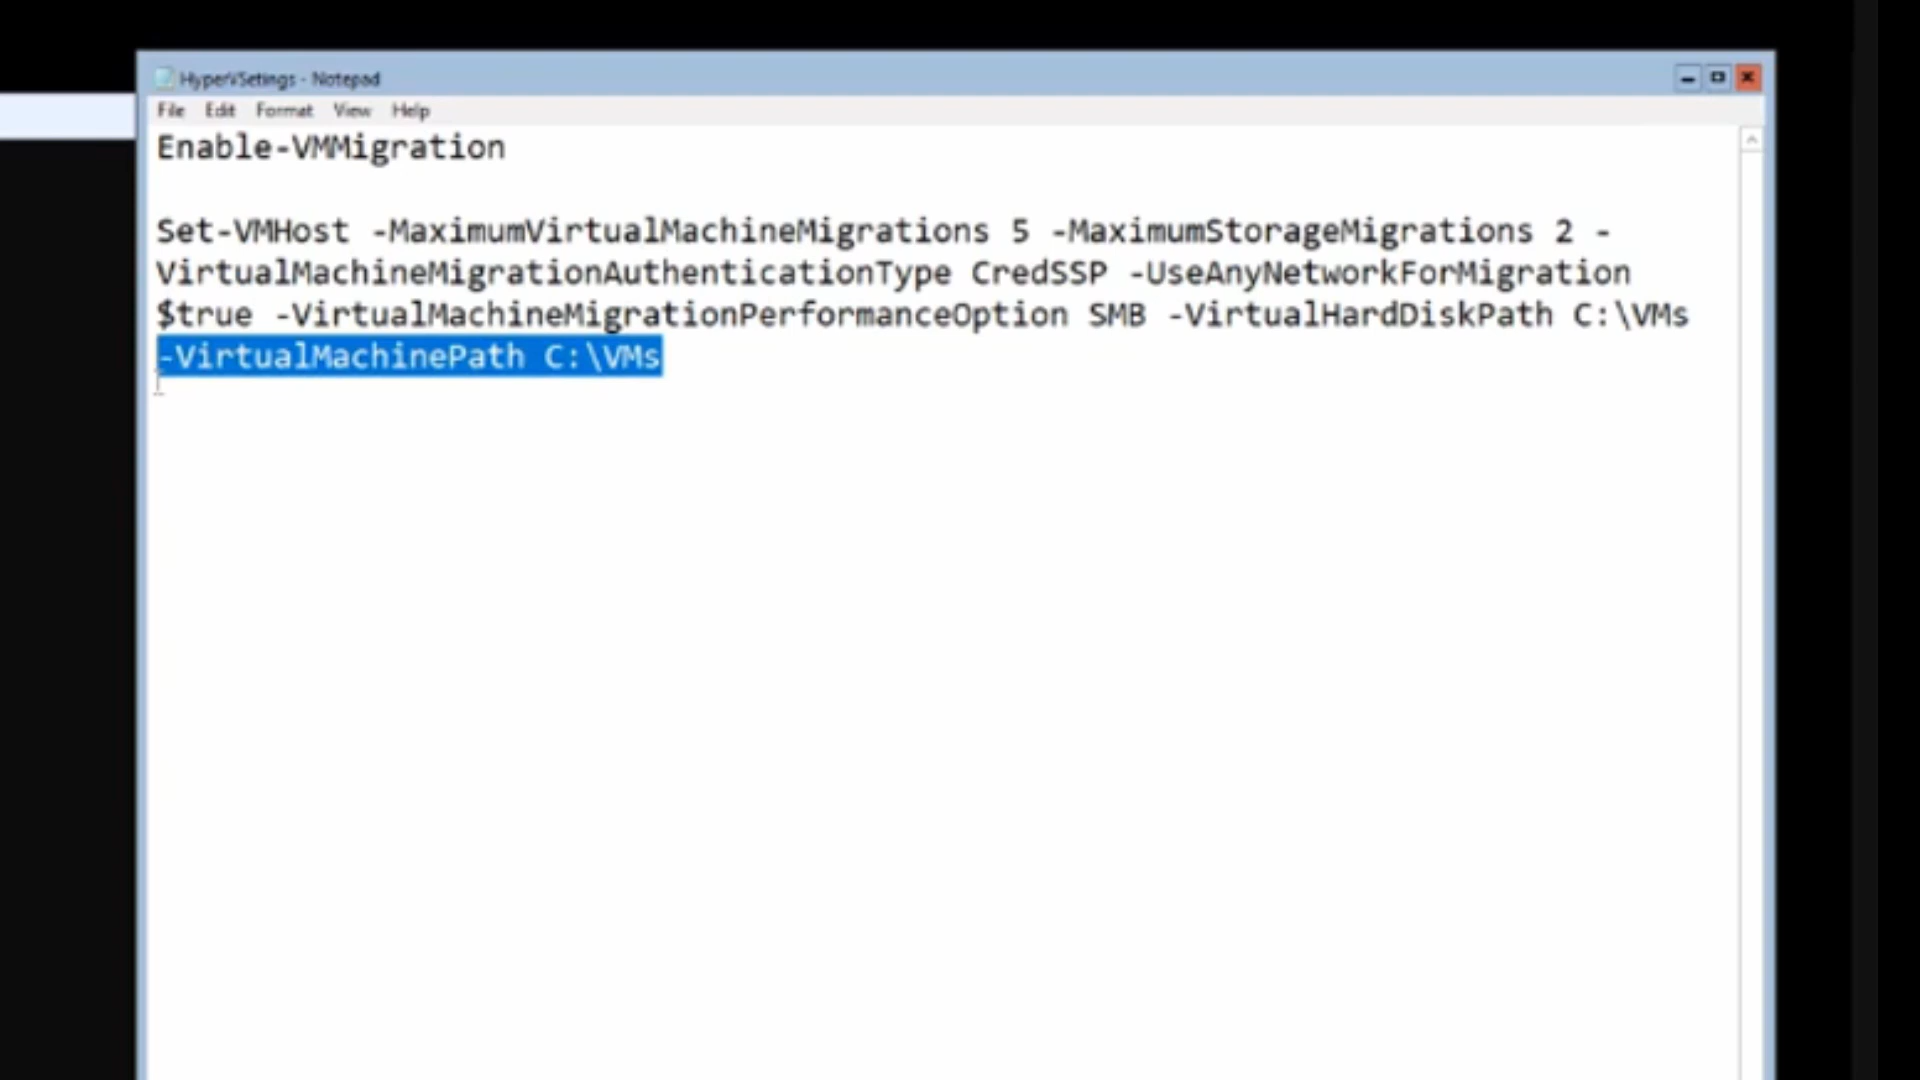 HyperVSetings - Notepad
File Edit Format View Help
Enable-VMMigration
Set-VMHost -MaximumVirtualMachineMigrations 5 -MaximumStorageMigrations 2 -
VirtualMachineMigrationAuthenticationType CredSSP -UseAnyNetworkForMigration
$true -VirtualMachineMigrationPerformanceOption SMB -VirtualHardDiskPath C:\VMs
-VirtualMachinePath C:\VMs